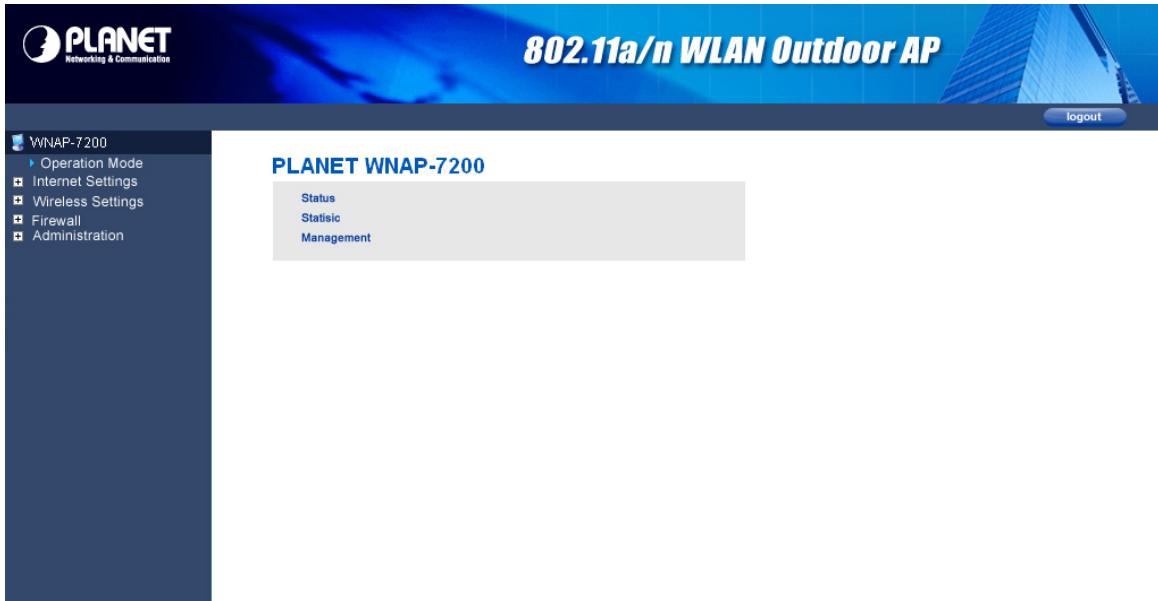 PLANET
Networking & Communication
802.11a/n WLAN Outdoor AP
logout
WNAP-7200
Operation Mode
Internet Settings
Wireless Settings
Firewall
Administration
PLANET WNAP-7200
Status
Statisic
Management